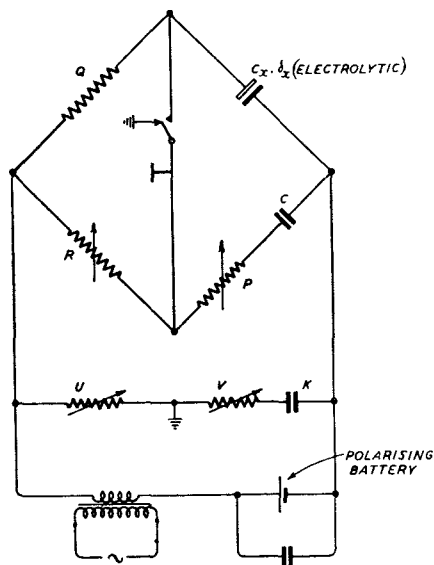 Q
Cx. δx (ELECTROLYTIC)
C
R
P
U
V
K
POLARISING
BATTERY